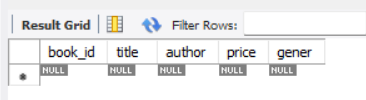 Result Grid Filter Rows:
book_id title author price gener
NULL NULL NULL NULL NULL